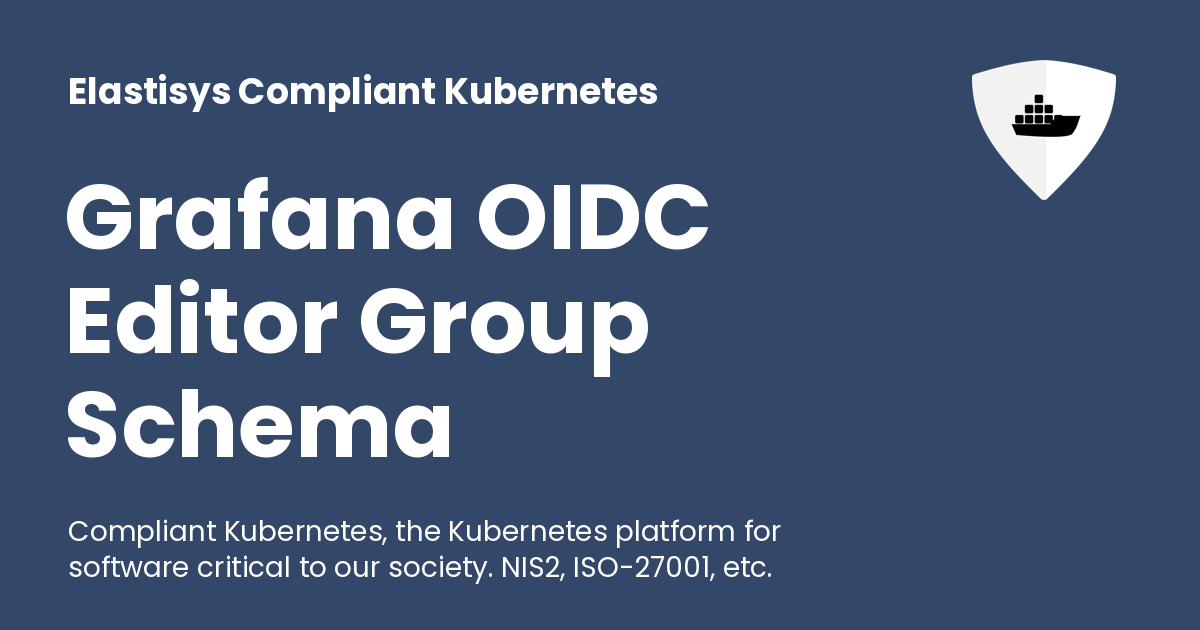 Elastisys Compliant Kubernetes
Grafana OIDC
Editor Group
Schema
Compliant Kubernetes, the Kubernetes platform for
software critical to our society. NIS2, ISO-27001, etc.